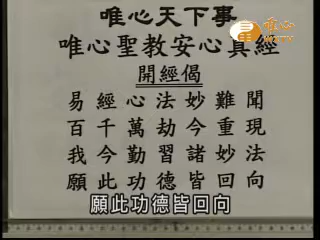 唯心天下事
唯心聖教安心真經
開經偈
易經心法妙難聞
百千萬劫今重現
我今勤習諸妙法
願此功德皆回向
願此功德皆回向
唯心